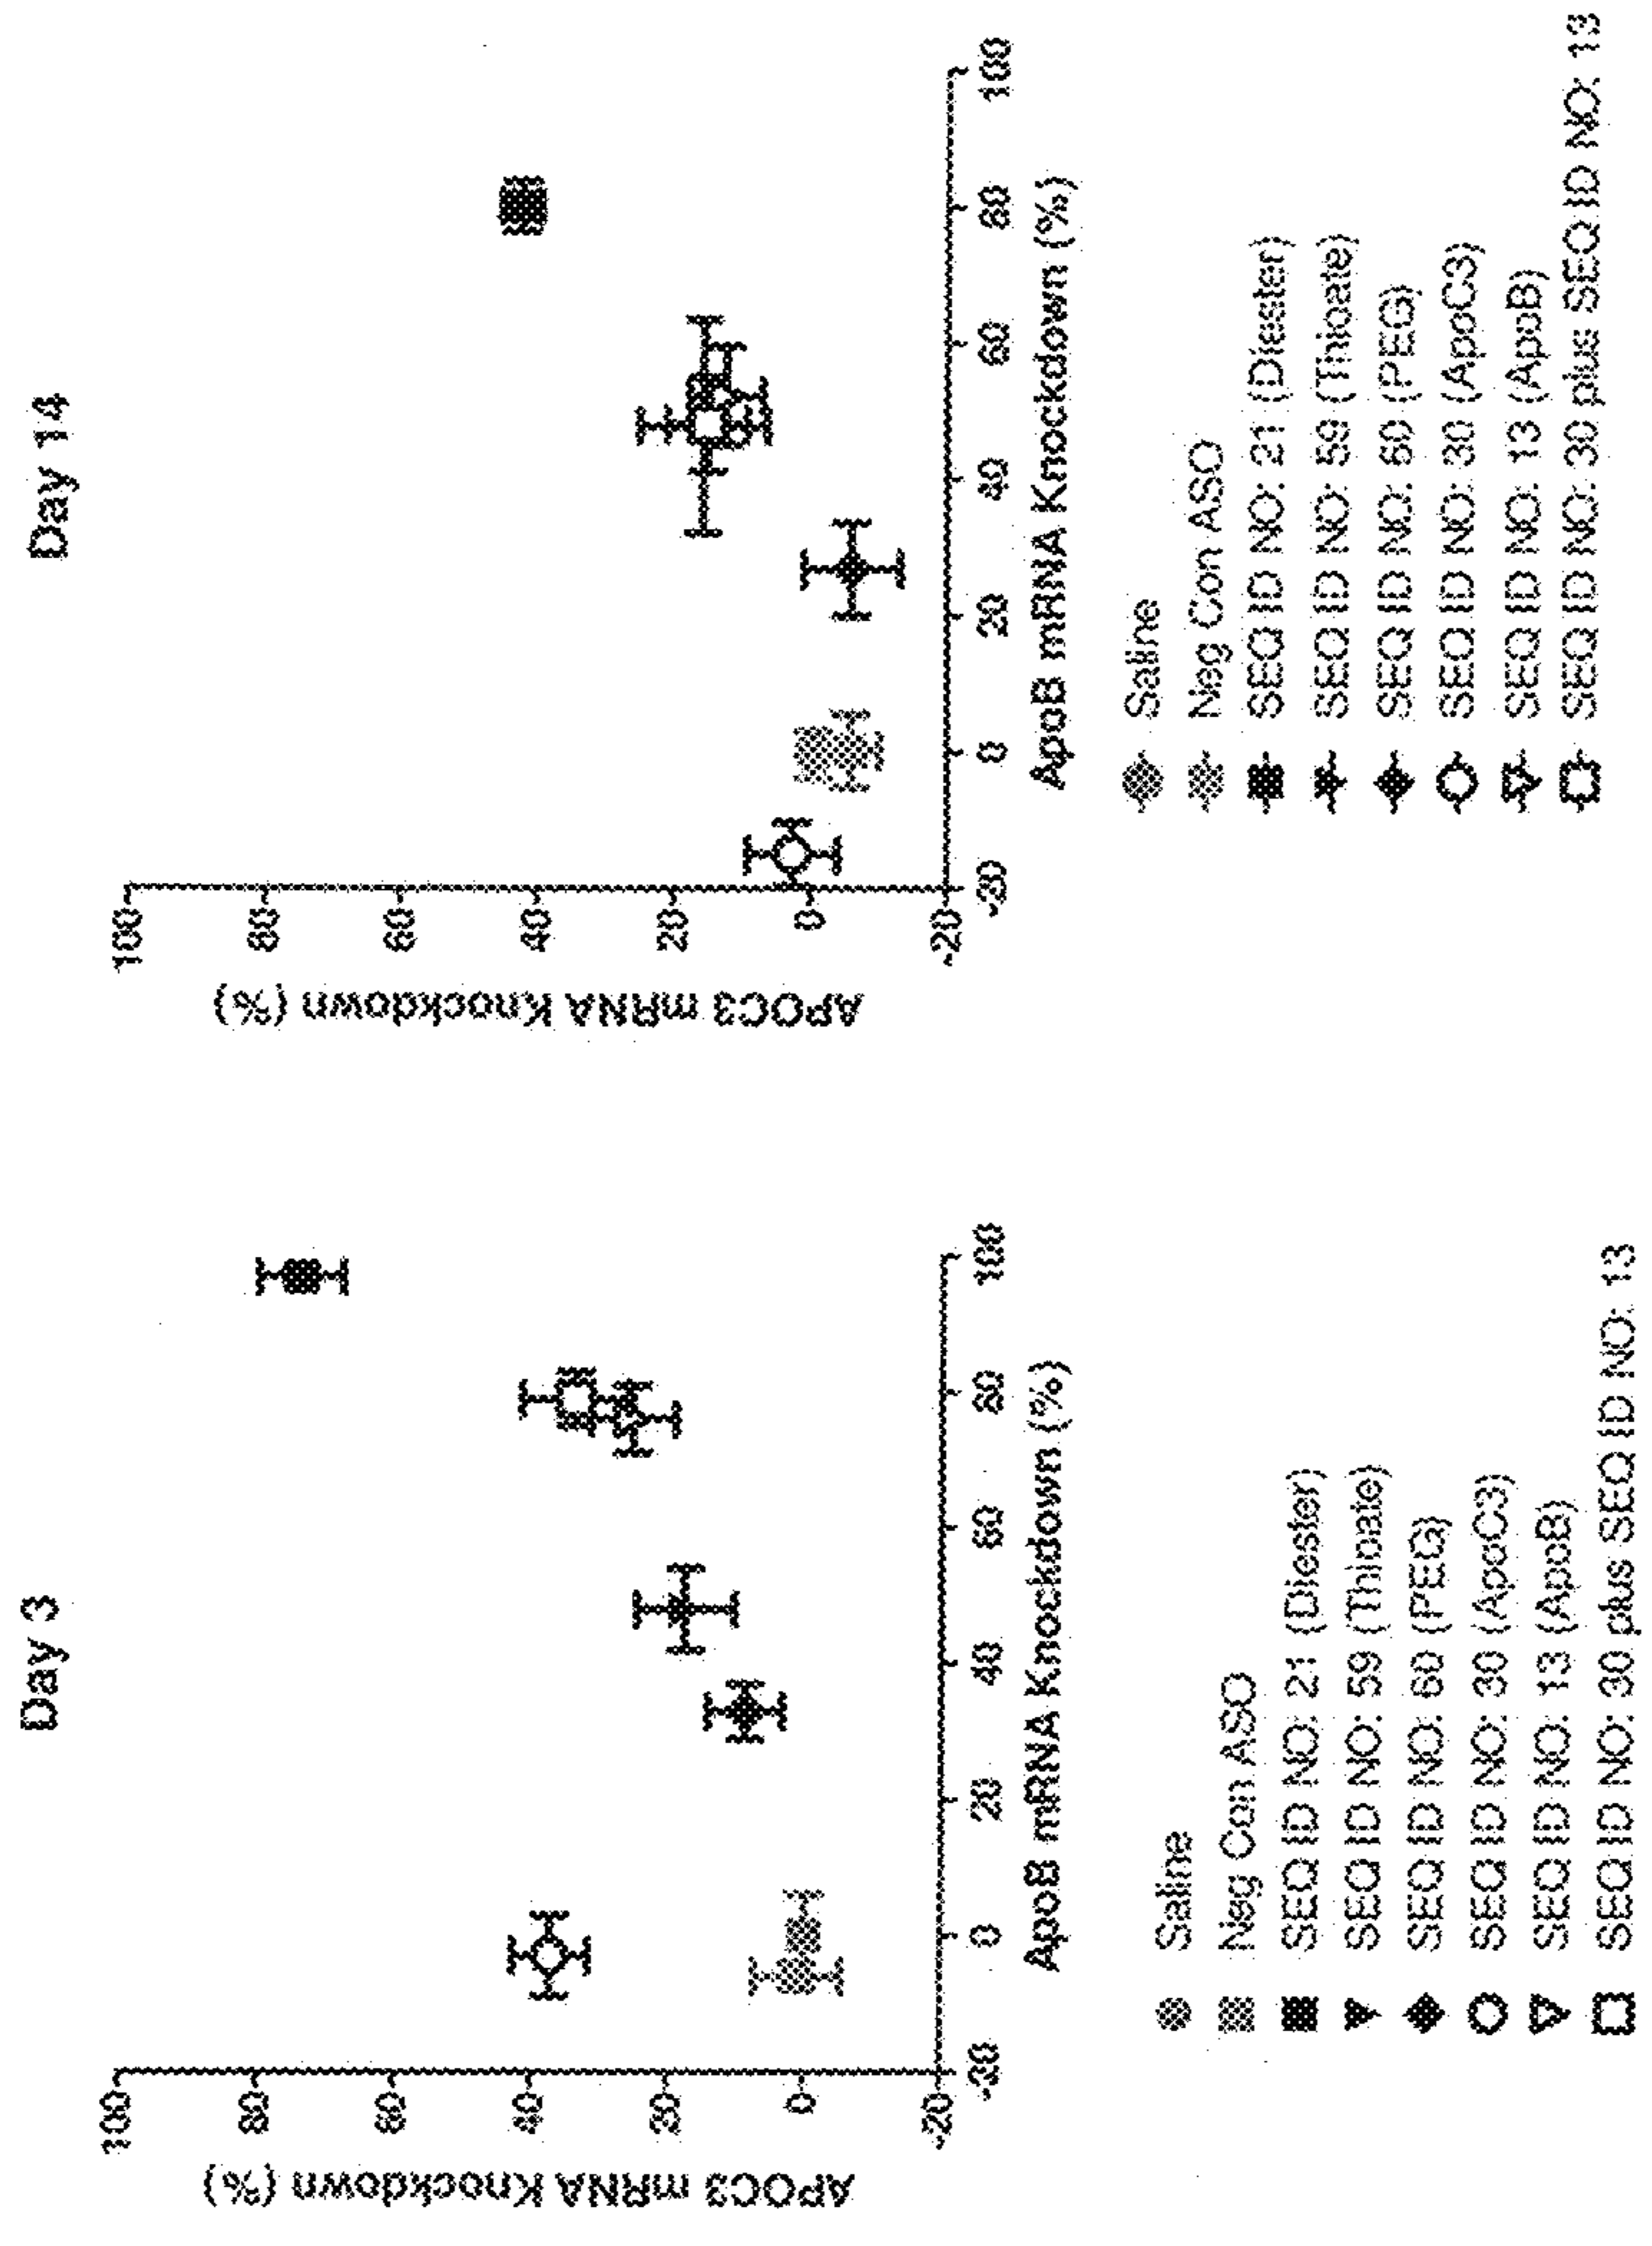 Day 3
APOC3 mRNA Knockdown (%)
100
80
60
40
20
0
-20
-20
0
20
40
60
80
100
ApoB mRNA Knockdown (%)
Saline
Neg Con ASO
SEQ ID NO: 21 (Diester)
SEQ ID NO: 59 (Thioate)
SEQ ID NO: 60 (PEG)
SEQ ID NO: 30 (ApoC3)
SEQ ID NO: 13 (ApoB)
SEQ ID NO: 30 plus SEQ ID NO: 13
Day 14
APOC3 mRNA Knockdown (%)
100
80
60
40
20
0
-20
-20
0
20
40
60
80
100
ApoB mRNA Knockdown (%)
Saline
Neg Con ASO
SEQ ID NO: 21 (Diester)
SEQ ID NO: 59 (Thioate)
SEQ ID NO: 60 (PEG)
SEQ ID NO: 30 (ApoC3)
SEQ ID NO: 13 (ApoB)
SEQ ID NO: 30 plus SEQ ID NO: 13